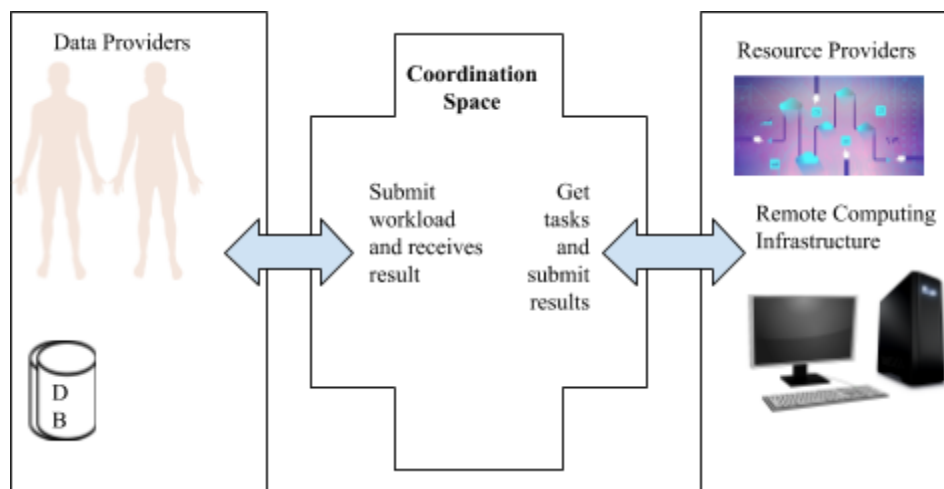 Data Providers
D
B
Coordination
Space
Submit
workload
and receives
result
Get
tasks
and
submit
results
Resource Providers
Remote Computing
Infrastructure